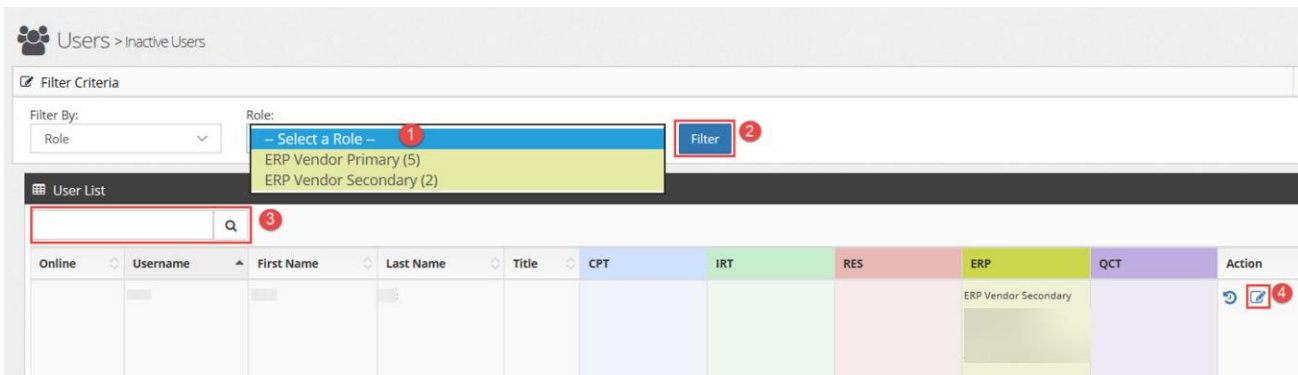 Users > Inactive Users
Filter Criteria
Filter By:
Role:
Role
-- Select a Role --
1
Filter
2
ERP Vendor Primary (5)
ERP Vendor Secondary (2)
User List
3
Online Username First Name Last Name Title CPT IRT RES ERP QCT Action
ERP Vendor Secondary
4